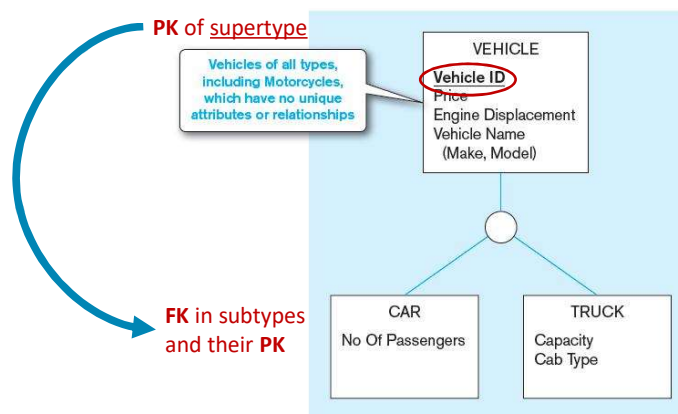 PK of supertype
Vehicles of all types,
including Motorcycles,
which have no unique
attributes or relationships
VEHICLE
Vehicle ID
Price
Engine Displacement
Vehicle Name
(Make, Model)
FK in subtypes
and their PK
CAR
No Of Passengers
TRUCK
Capacity
Cab Type